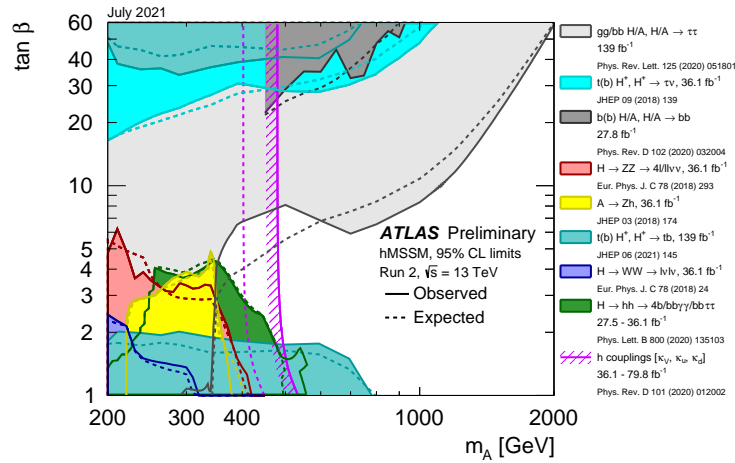 July 2021
tan β
60
40
30
20
10
5
4
3
2
1
200
300
400
1000
2000
m_A [GeV]
ATLAS Preliminary
hMSSM, 95% CL limits
Run 2, √s = 13 TeV
Observed
Expected
gg/bb H/A, H/A → ττ
139 fb⁻¹
Phys. Rev. Lett. 125 (2020) 051801
t(b) H⁺, H⁺ → τν, 36.1 fb⁻¹
JHEP 09 (2018) 139
b(b) H/A, H/A → bb
27.8 fb⁻¹
Phys. Rev. D 102 (2020) 032004
H → ZZ → 4l/llνν, 36.1 fb⁻¹
Eur. Phys. J. C 78 (2018) 293
A → Zh, 36.1 fb⁻¹
JHEP 03 (2018) 174
t(b) H⁺, H⁺ → tb, 139 fb⁻¹
JHEP 06 (2021) 145
H → WW → lνlν, 36.1 fb⁻¹
Eur. Phys. J. C 78 (2018) 24
H → hh → 4b/bbγγ/bbττ
27.5 - 36.1 fb⁻¹
Phys. Lett. B 800 (2020) 135103
h couplings [κ_V, κ_u, κ_d]
36.1 - 79.8 fb⁻¹
Phys. Rev. D 101 (2020) 012002